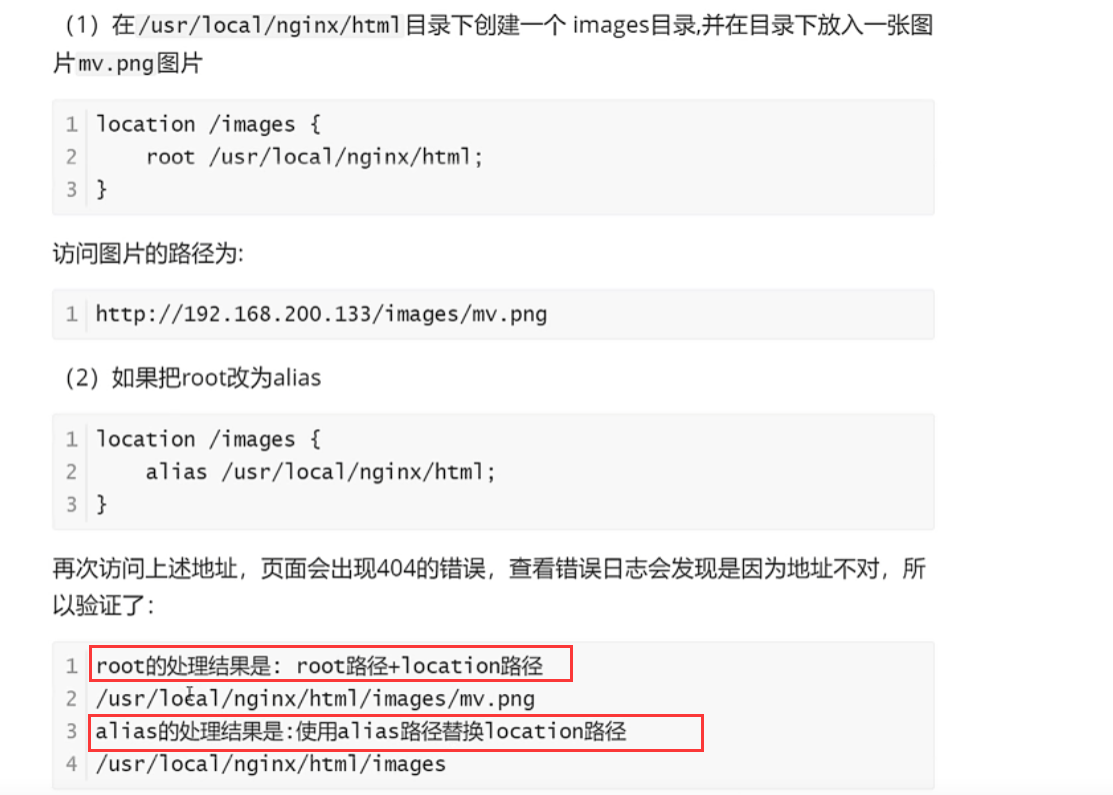 （1）在/usr/local/nginx/html目录下创建一个 images目录,并在目录下放入一张图
片mv.png图片
1 location /images {
2     root /usr/local/nginx/html;
3 }
访问图片的路径为:
1 http://192.168.200.133/images/mv.png
（2）如果把root改为alias
1 location /images {
2     alias /usr/local/nginx/html;
3 }
再次访问上述地址，页面会出现404的错误，查看错误日志会发现是因为地址不对，所
以验证了：
1 root的处理结果是: root路径+location路径
2 /usr/local/nginx/html/images/mv.png
3 alias的处理结果是:使用alias路径替换location路径
4 /usr/local/nginx/html/images